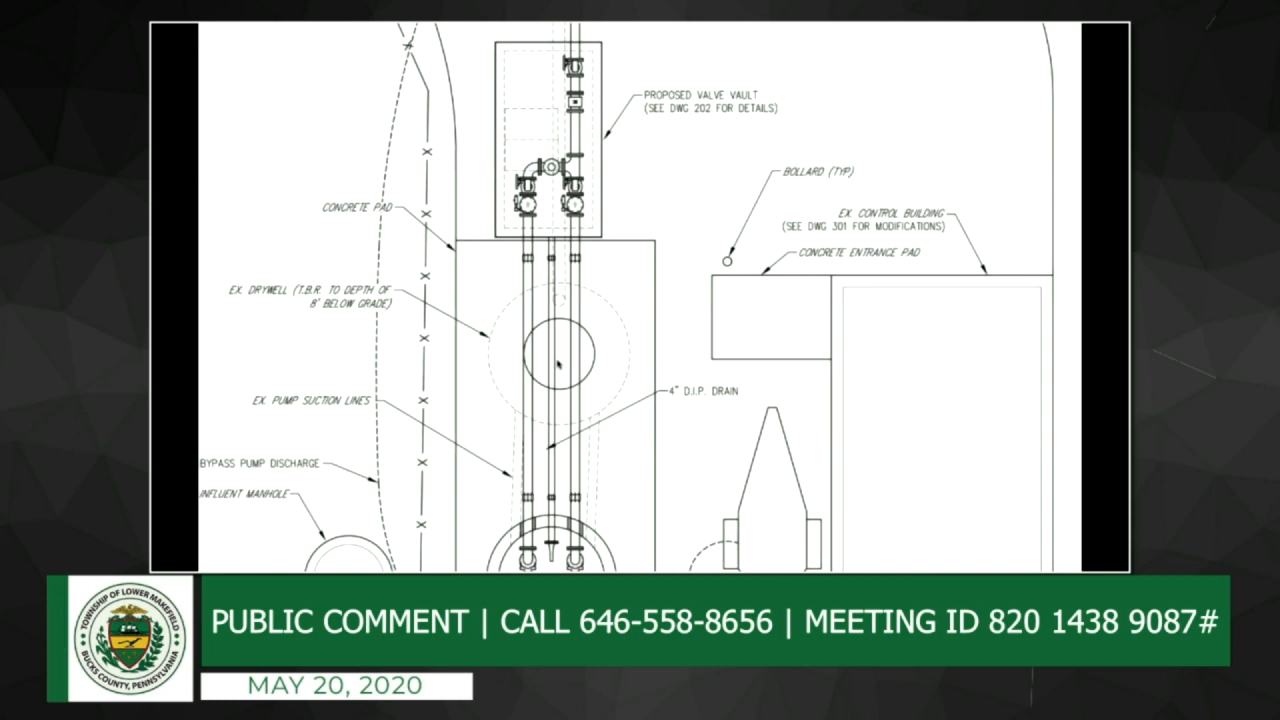 PROPOSED VALVE VAULT
(SEE DWG 202 FOR DETAILS)
BOLLARD (TYP)
CONCRETE PAD
EX. CONTROL BUILDING
(SEE DWG 301 FOR MODIFICATIONS)
CONCRETE ENTRANCE PAD
EX. DRYWELL (T.B.R. TO DEPTH OF
8' BELOW GRADE)
EX. PUMP SUCTION LINES
4" D.I.P. DRAIN
BYPASS PUMP DISCHARGE
INFLUENT MANHOLE
TOWNSHIP OF LOWER MAKEFIELD
BUCKS COUNTY, PENNSYLVANIA
PUBLIC COMMENT | CALL 646-558-8656 | MEETING ID 820 1438 9087#
MAY 20, 2020